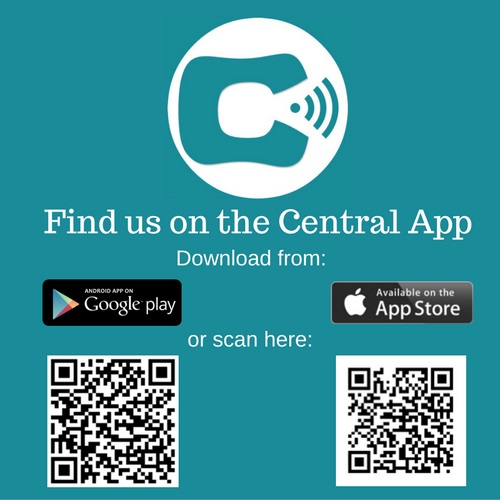 Find us on the Central App
Download from:
ANDROID APP ON
Google play
Available on the
App Store
or scan here: